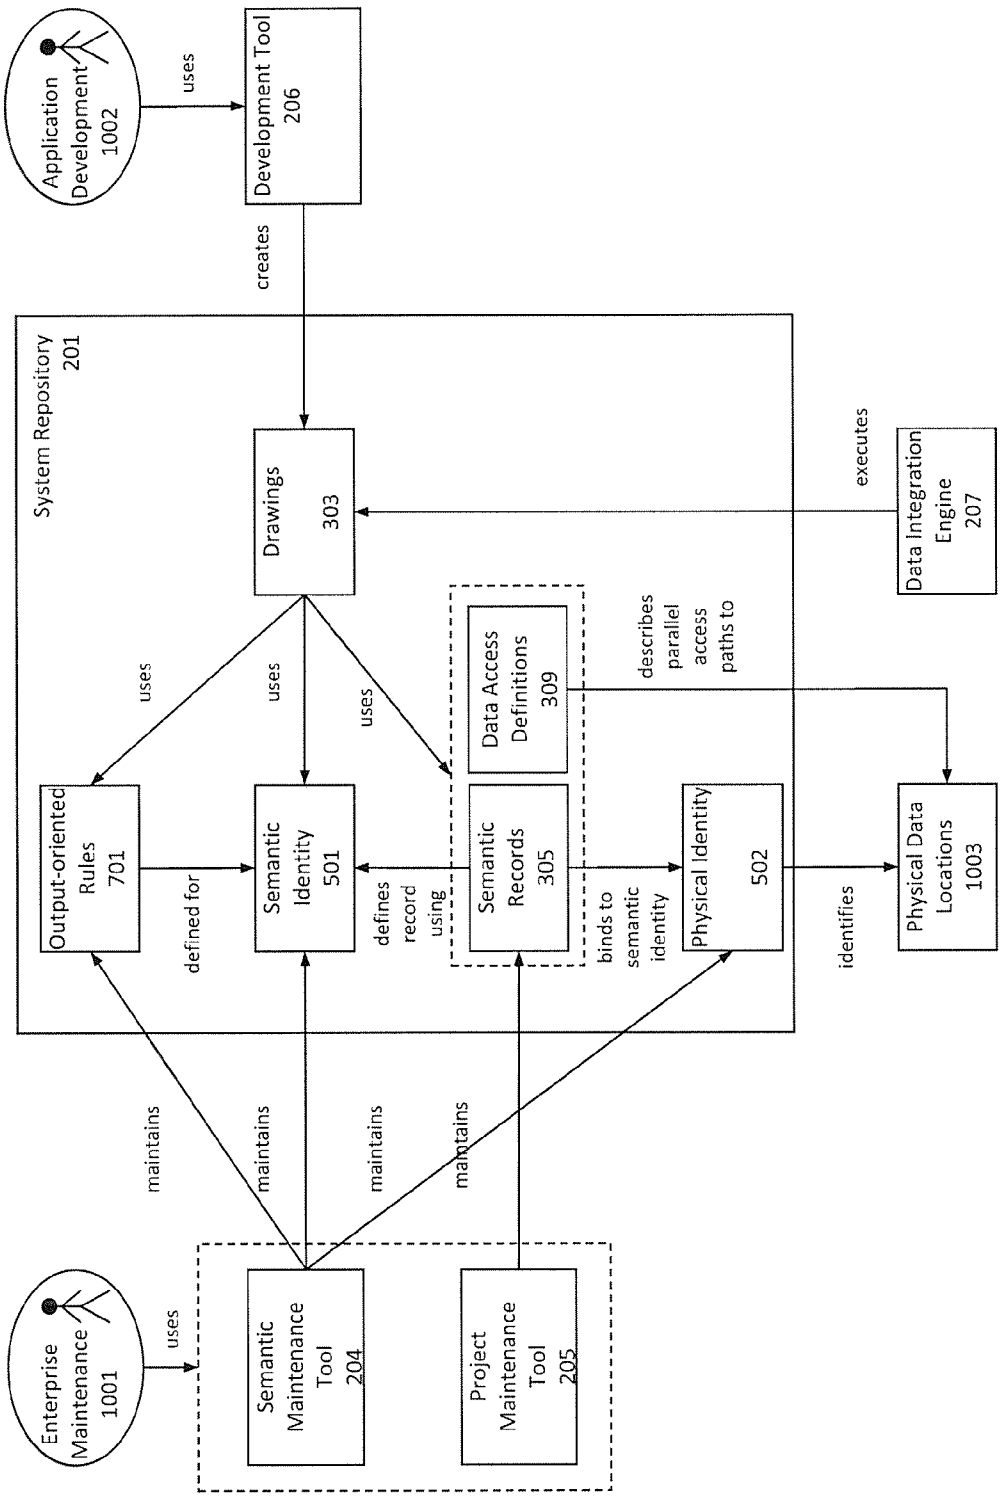 Enterprise
Maintenance
1001
uses
Semantic
Maintenance
Tool
204
Project
Maintenance
Tool
205
maintains
maintains
maintains
maintains
System Repository
201
Output-oriented
Rules
701
defined for
Semantic
Identity
501
defines
record
using
Semantic
Records
305
Data Access
Definitions
309
binds to
semantic
identity
Physical Identity
502
identifies
Physical Data
Locations
1003
describes
parallel
access
paths to
uses
uses
uses
Drawings
303
executes
Data Integration
Engine
207
creates
Development Tool
206
uses
Application
Development
1002